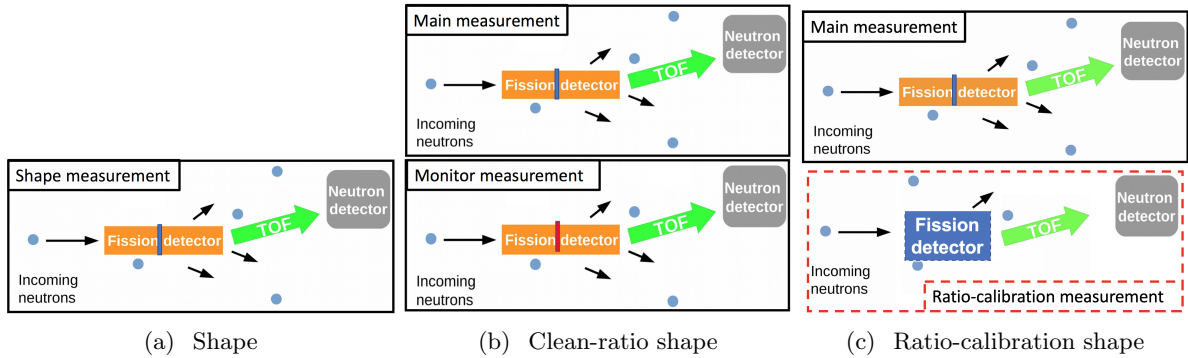 Shape measurement
Neutron
detector
TOF
Fission detector
Incoming
neutrons
(a) Shape
Main measurement
Neutron
detector
TOF
Fission detector
Incoming
neutrons
Monitor measurement
Neutron
detector
TOF
Fission detector
Incoming
neutrons
(b) Clean-ratio shape
Main measurement
Neutron
detector
TOF
Fission detector
Incoming
neutrons
Neutron
detector
TOF
Fission
detector
Incoming
neutrons
Ratio-calibration measurement
(c) Ratio-calibration shape